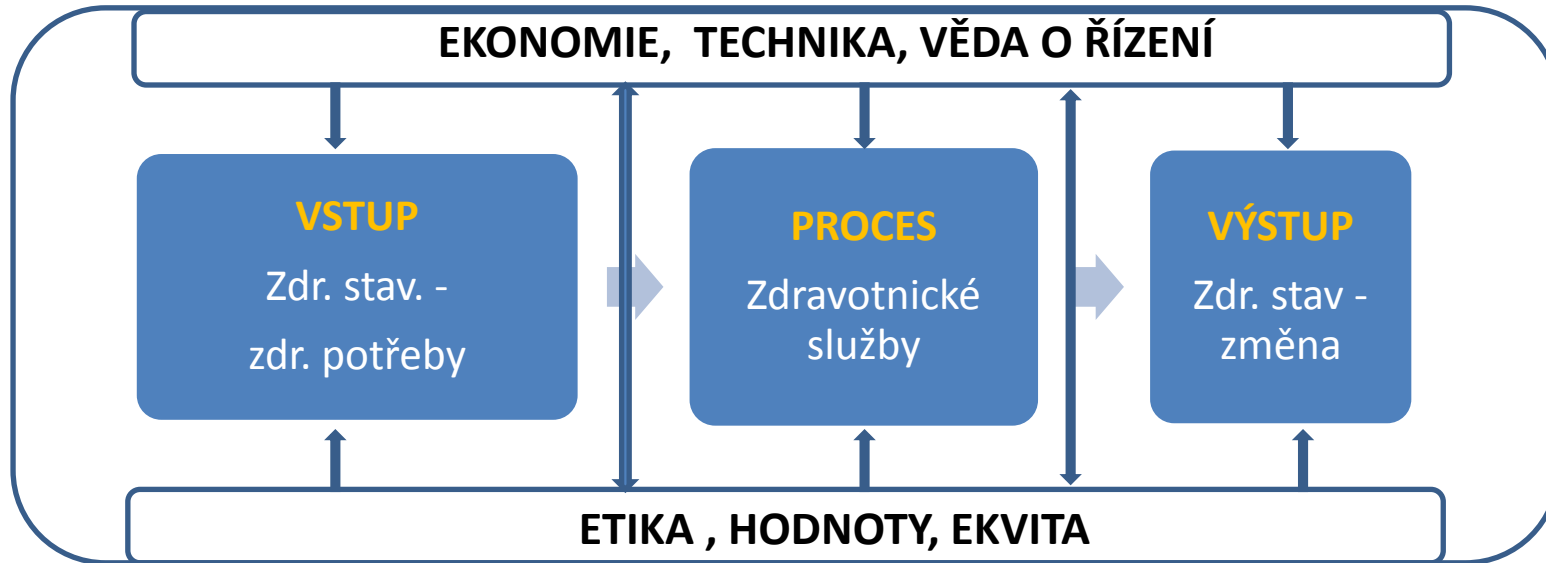 EKONOMIE, TECHNIKA, VĚDA O ŘÍZENÍ
VSTUP
Zdr. stav. -
zdr. potřeby
PROCES
Zdravotnické
služby
VÝSTUP
Zdr. stav -
změna
ETIKA , HODNOTY, EKVITA